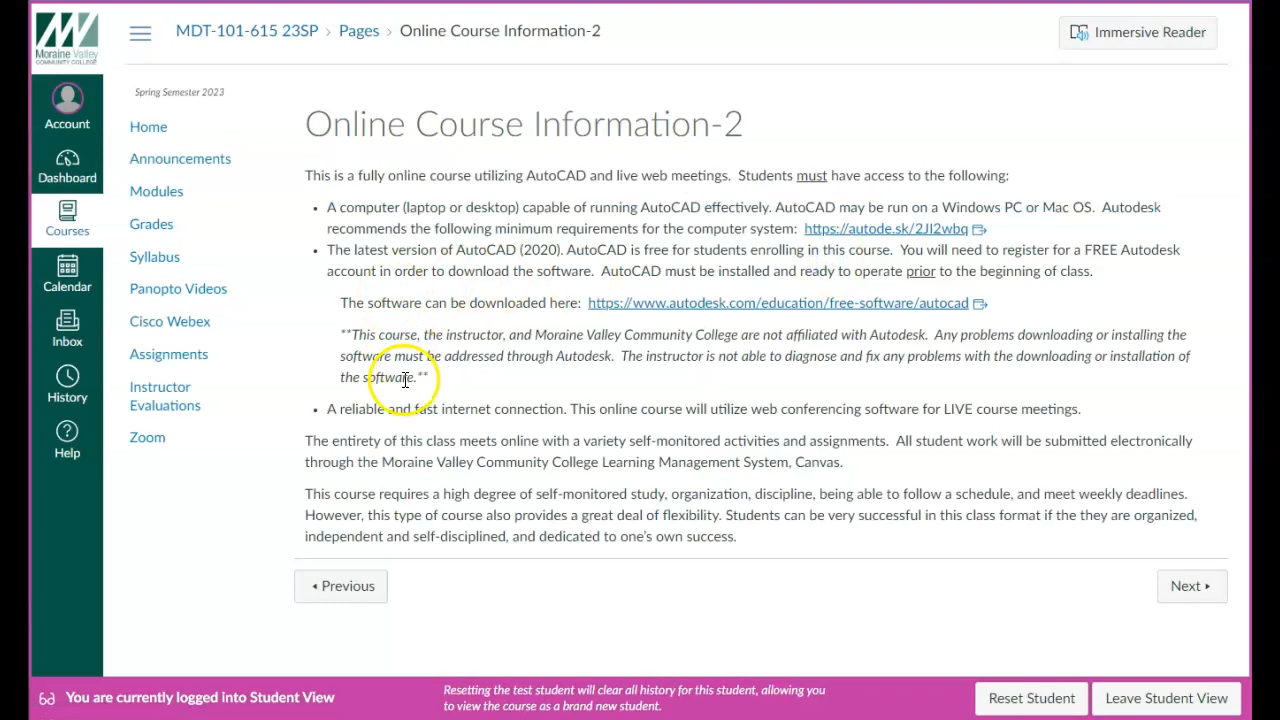 Moraine Valley
COMMUNITY COLLEGE
MDT-101-615 23SP › Pages › Online Course Information-2
Immersive Reader
Account
Dashboard
Courses
Calendar
Inbox
History
Help
Spring Semester 2023
Home
Announcements
Modules
Grades
Syllabus
Panopto Videos
Cisco Webex
Assignments
Instructor
Evaluations
Zoom
Online Course Information-2
This is a fully online course utilizing AutoCAD and live web meetings. Students must have access to the following:
• A computer (laptop or desktop) capable of running AutoCAD effectively. AutoCAD may be run on a Windows PC or Mac OS. Autodesk
recommends the following minimum requirements for the computer system: https://autode.sk/2JI2wbq
• The latest version of AutoCAD (2020). AutoCAD is free for students enrolling in this course. You will need to register for a FREE Autodesk
account in order to download the software. AutoCAD must be installed and ready to operate prior to the beginning of class.
The software can be downloaded here: https://www.autodesk.com/education/free-software/autocad
**This course, the instructor, and Moraine Valley Community College are not affiliated with Autodesk. Any problems downloading or installing the
software must be addressed through Autodesk. The instructor is not able to diagnose and fix any problems with the downloading or installation of
the software.**
• A reliable and fast internet connection. This online course will utilize web conferencing software for LIVE course meetings.
The entirety of this class meets online with a variety self-monitored activities and assignments. All student work will be submitted electronically
through the Moraine Valley Community College Learning Management System, Canvas.
This course requires a high degree of self-monitored study, organization, discipline, being able to follow a schedule, and meet weekly deadlines.
However, this type of course also provides a great deal of flexibility. Students can be very successful in this class format if the they are organized,
independent and self-disciplined, and dedicated to one's own success.
Previous
Next
You are currently logged into Student View
Resetting the test student will clear all history for this student, allowing you
to view the course as a brand new student.
Reset Student
Leave Student View